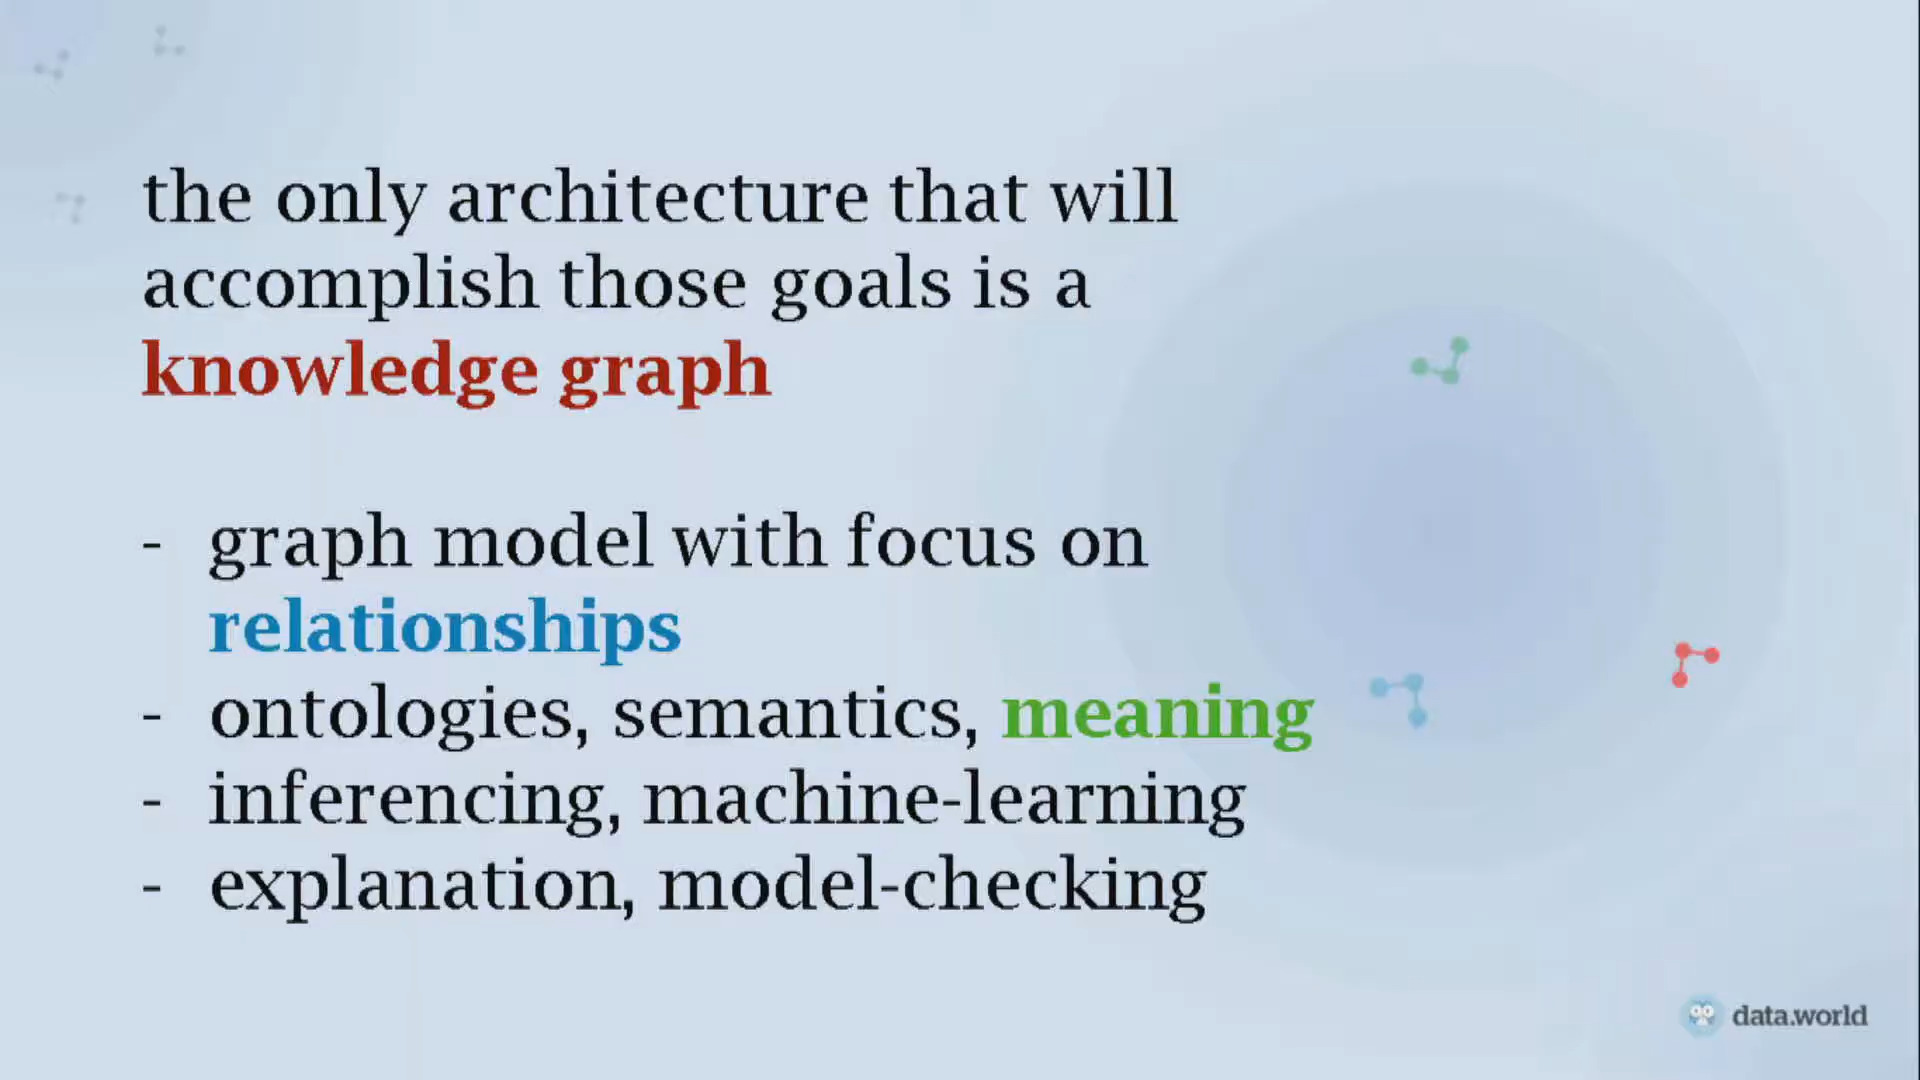 the only architecture that will
accomplish those goals is a
knowledge graph
- graph model with focus on
relationships
- ontologies, semantics, meaning
- inferencing, machine-learning
- explanation, model-checking
data.world